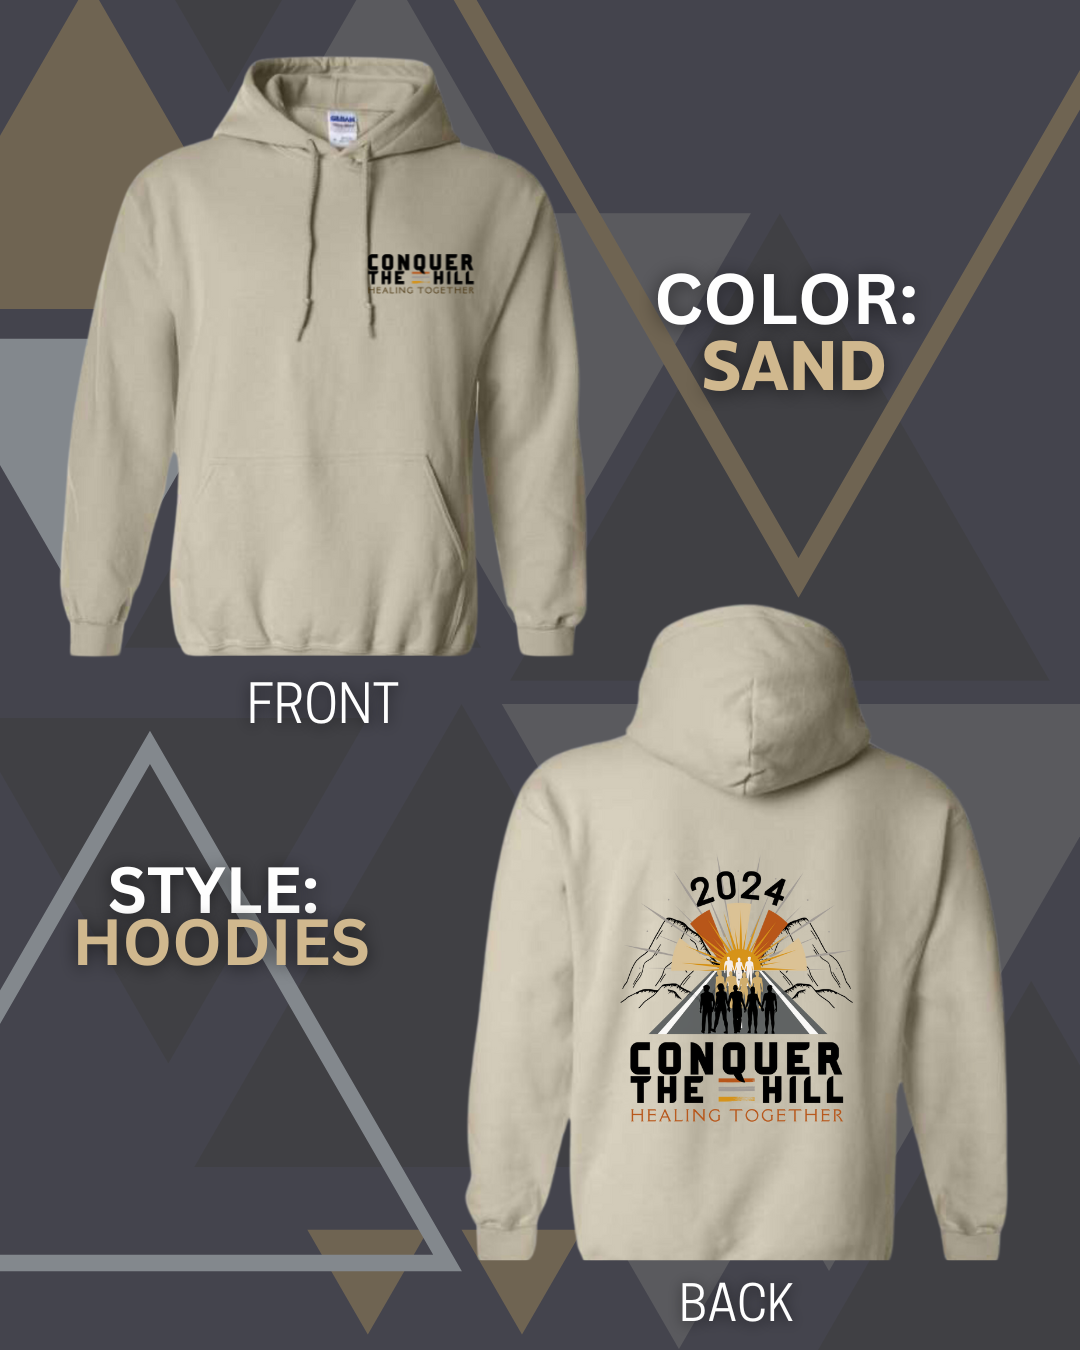 GILDAN
CONQUER
THE HILL
HEALING TOGETHER
COLOR:
SAND
FRONT
STYLE:
HOODIES
2024
CONQUER
THE HILL
HEALING TOGETHER
BACK